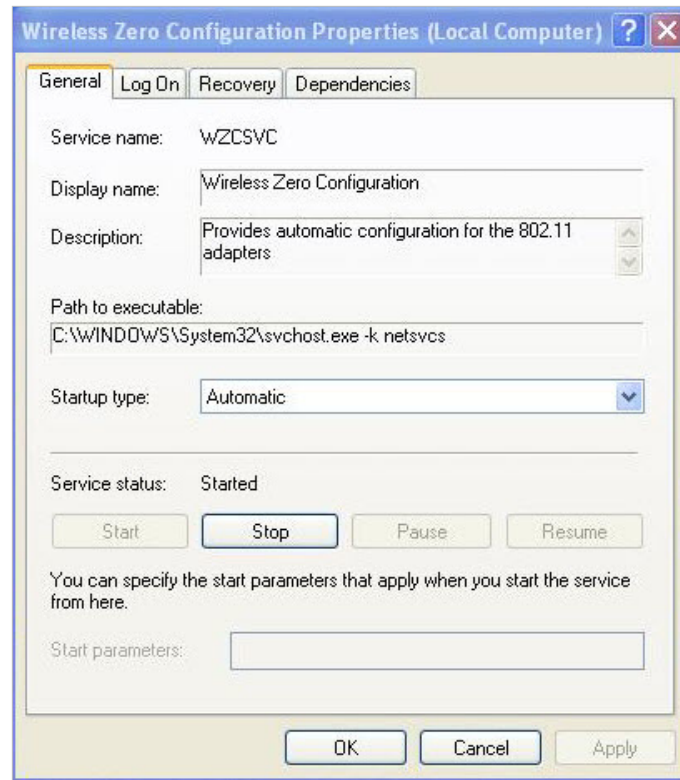 Wireless Zero Configuration Properties (Local Computer) ? X
General Log On Recovery Dependencies
Service name: WZCSVC
Display name: Wireless Zero Configuration
Description: Provides automatic configuration for the 802.11
adapters
Path to executable:
C:\WINDOWS\System32\svchost.exe -k netsvcs
Startup type: Automatic
Service status: Started
Start Stop Pause Resume
You can specify the start parameters that apply when you start the service
from here.
Start parameters:
OK Cancel Apply